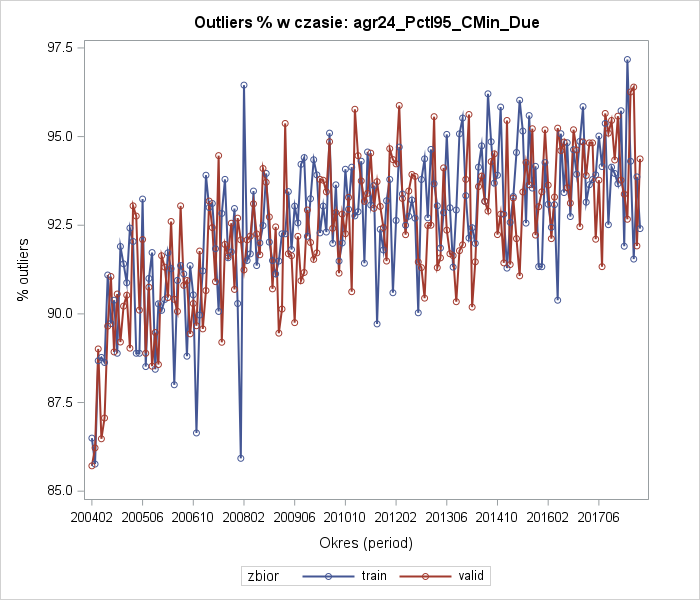 Outliers % w czasie: agr24_Pctl95_CMin_Due
97.5
95.0
92.5
90.0
87.5
85.0
% outliers
200402 200506 200610 200802 200906 201010 201202 201306 201410 201602 201706
Okres (period)
zbior train valid